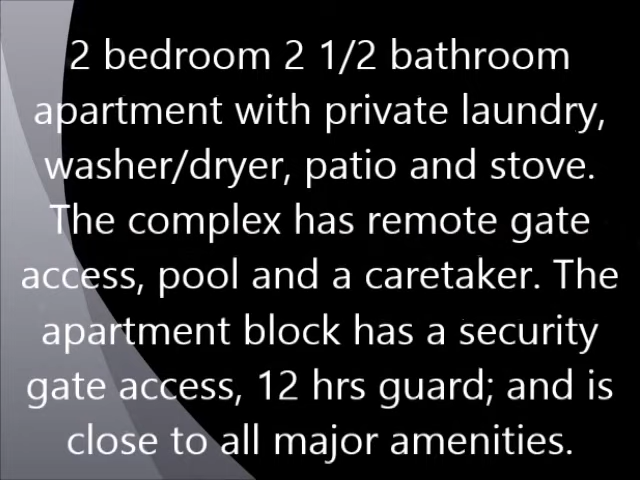 2 bedroom 2 1/2 bathroom
apartment with private laundry,
washer/dryer, patio and stove.
The complex has remote gate
access, pool and a caretaker. The
apartment block has a security
gate access, 12 hrs guard; and is
close to all major amenities.